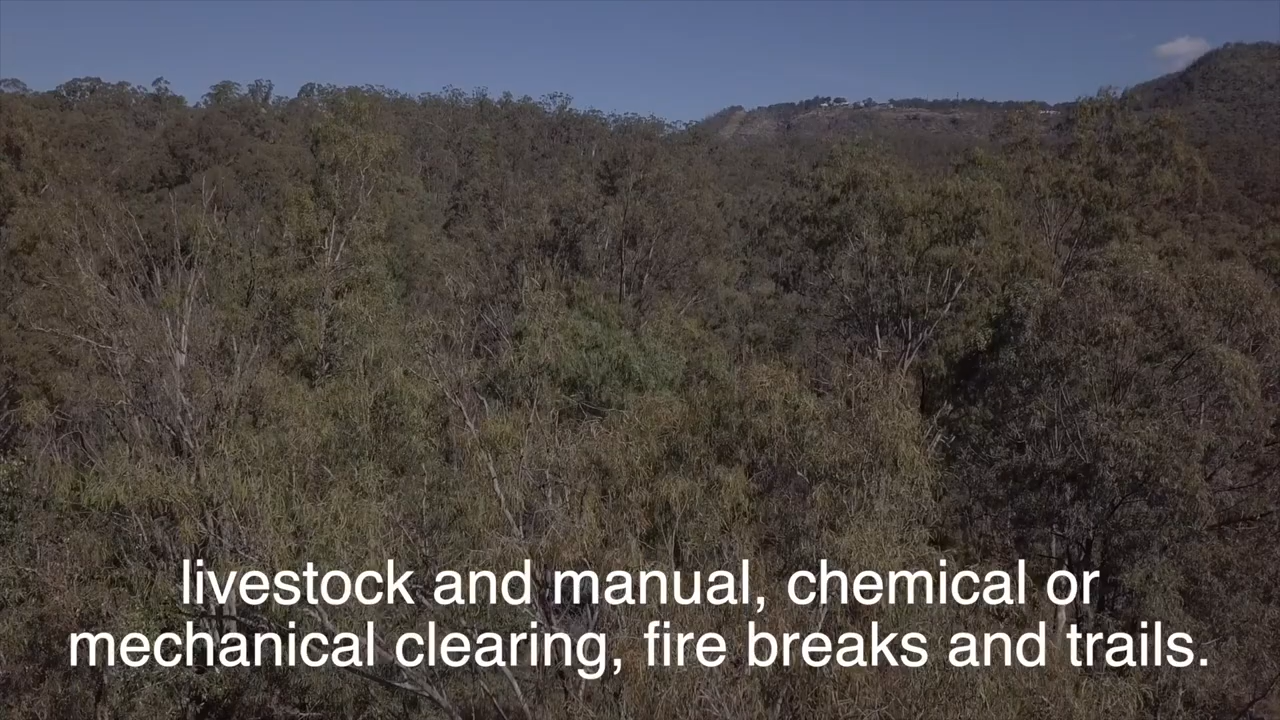 livestock and manual, chemical or
mechanical clearing, fire breaks and trails.